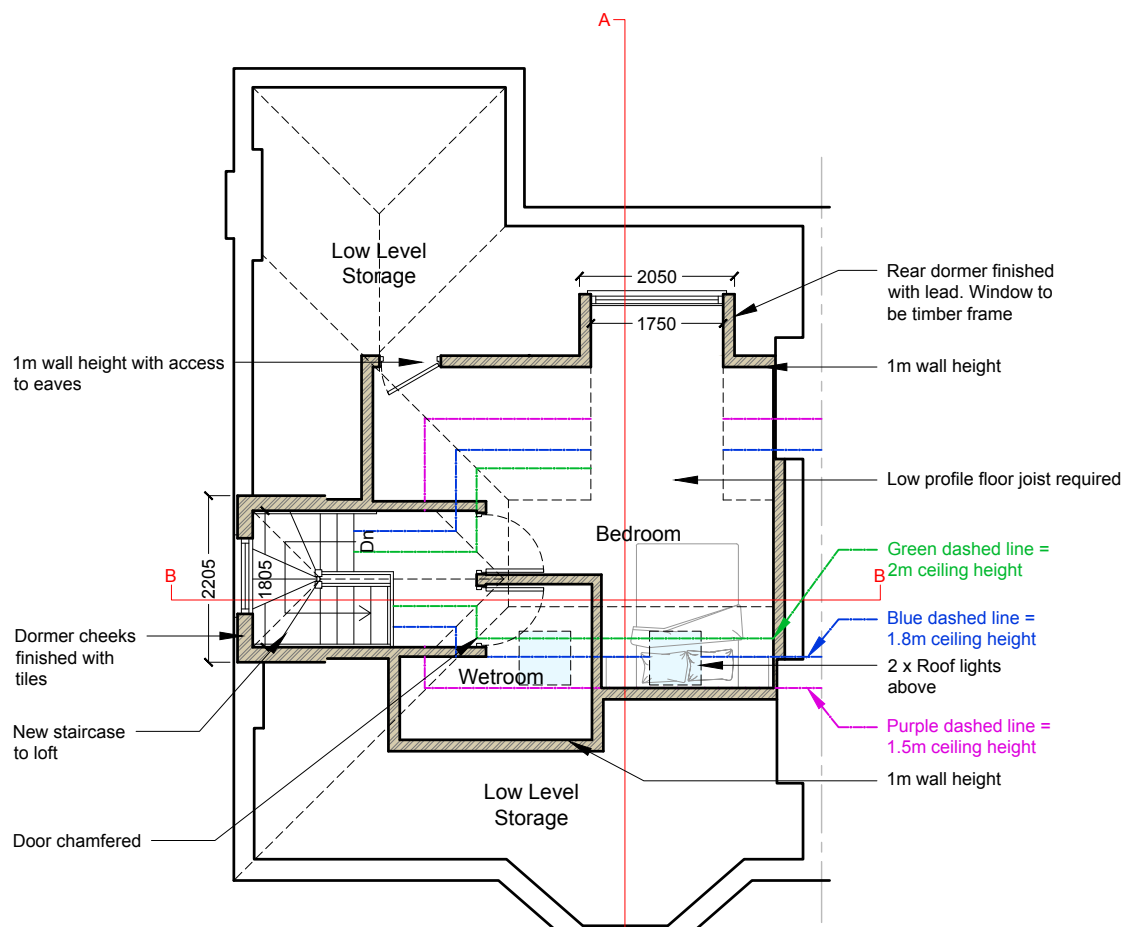 A
Low Level
Storage
2050
1750
Rear dormer finished
with lead. Window to
be timber frame
1m wall height with access
to eaves
1m wall height
Low profile floor joist required
Dn
Bedroom
Green dashed line =
2m ceiling height
B
B
2205
1805
Blue dashed line =
1.8m ceiling height
Dormer cheeks
finished with
tiles
2 x Roof lights
above
Wetroom
New staircase
to loft
Purple dashed line =
1.5m ceiling height
1m wall height
Low Level
Storage
Door chamfered